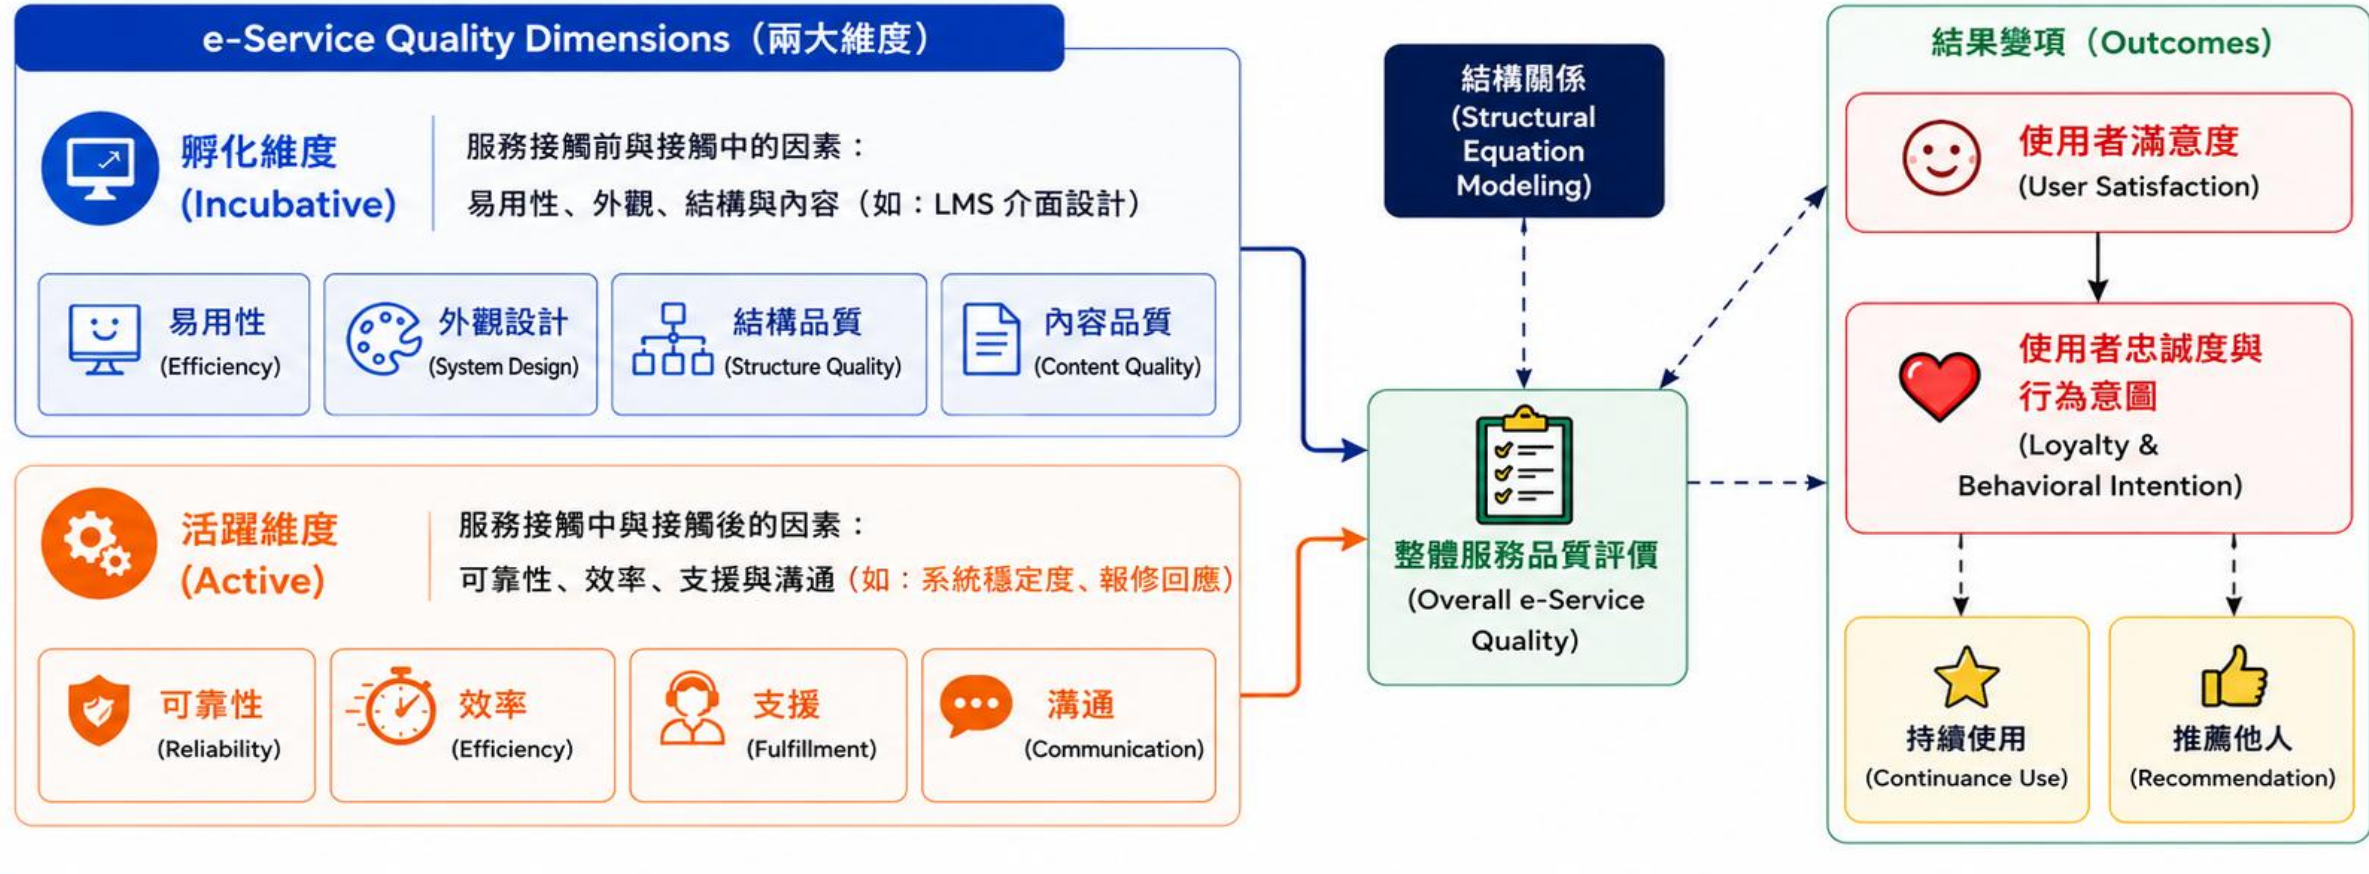 e-Service Quality Dimensions（兩大維度）
孵化維度
(Incubative)
服務接觸前與接觸中的因素：
易用性、外觀、結構與內容（如：LMS 介面設計）
易用性
(Efficiency)
外觀設計
(System Design)
結構品質
(Structure Quality)
內容品質
(Content Quality)
活躍維度
(Active)
服務接觸中與接觸後的因素：
可靠性、效率、支援與溝通（如：系統穩定度、報修回應）
可靠性
(Reliability)
效率
(Efficiency)
支援
(Fulfillment)
溝通
(Communication)
結構關係
(Structural
Equation
Modeling)
整體服務品質評價
(Overall e-Service
Quality)
結果變項（Outcomes）
使用者滿意度
(User Satisfaction)
使用者忠誠度與
行為意圖
(Loyalty &
Behavioral Intention)
持續使用
(Continuance Use)
推薦他人
(Recommendation)